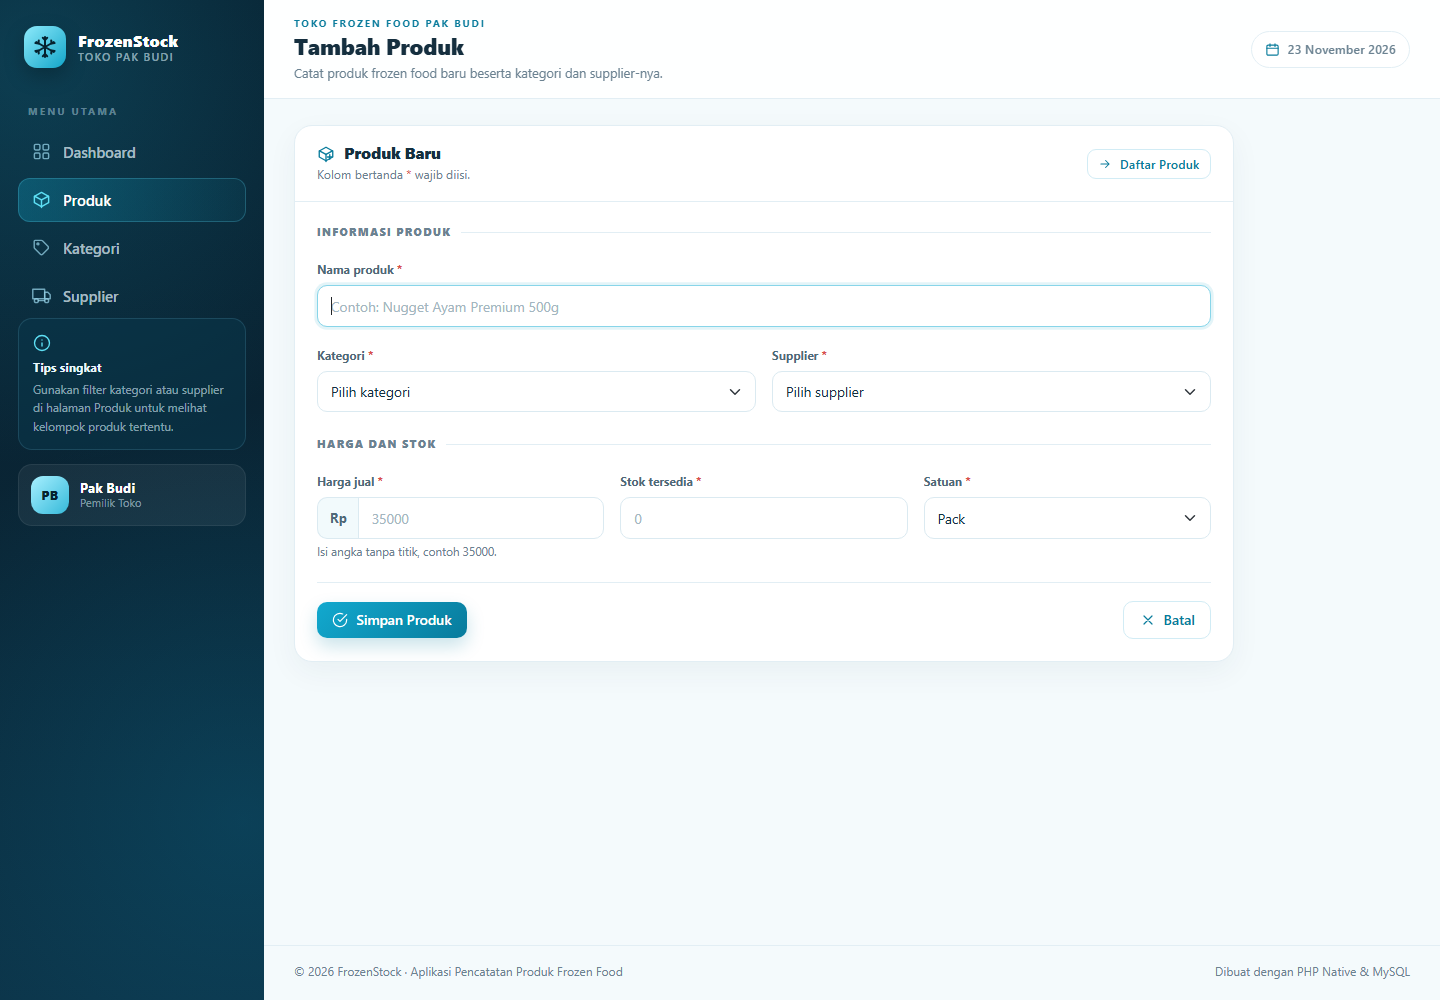 FrozenStock
TOKO PAK BUDI
MENU UTAMA
Dashboard
Produk
Kategori
Supplier
Tips singkat
Gunakan filter kategori atau supplier
di halaman Produk untuk melihat
kelompok produk tertentu.
PB
Pak Budi
Pemilik Toko
TOKO FROZEN FOOD PAK BUDI
Tambah Produk
Catat produk frozen food baru beserta kategori dan supplier-nya.
23 November 2026
Produk Baru
Kolom bertanda * wajib diisi.
Daftar Produk
INFORMASI PRODUK
Nama produk *
Contoh: Nugget Ayam Premium 500g
Kategori * Supplier *
Pilih kategori Pilih supplier
HARGA DAN STOK
Harga jual * Stok tersedia * Satuan *
Rp 35000 0 Pack
Isi angka tanpa titik, contoh 35000.
Simpan Produk Batal
© 2026 FrozenStock · Aplikasi Pencatatan Produk Frozen Food Dibuat dengan PHP Native & MySQL